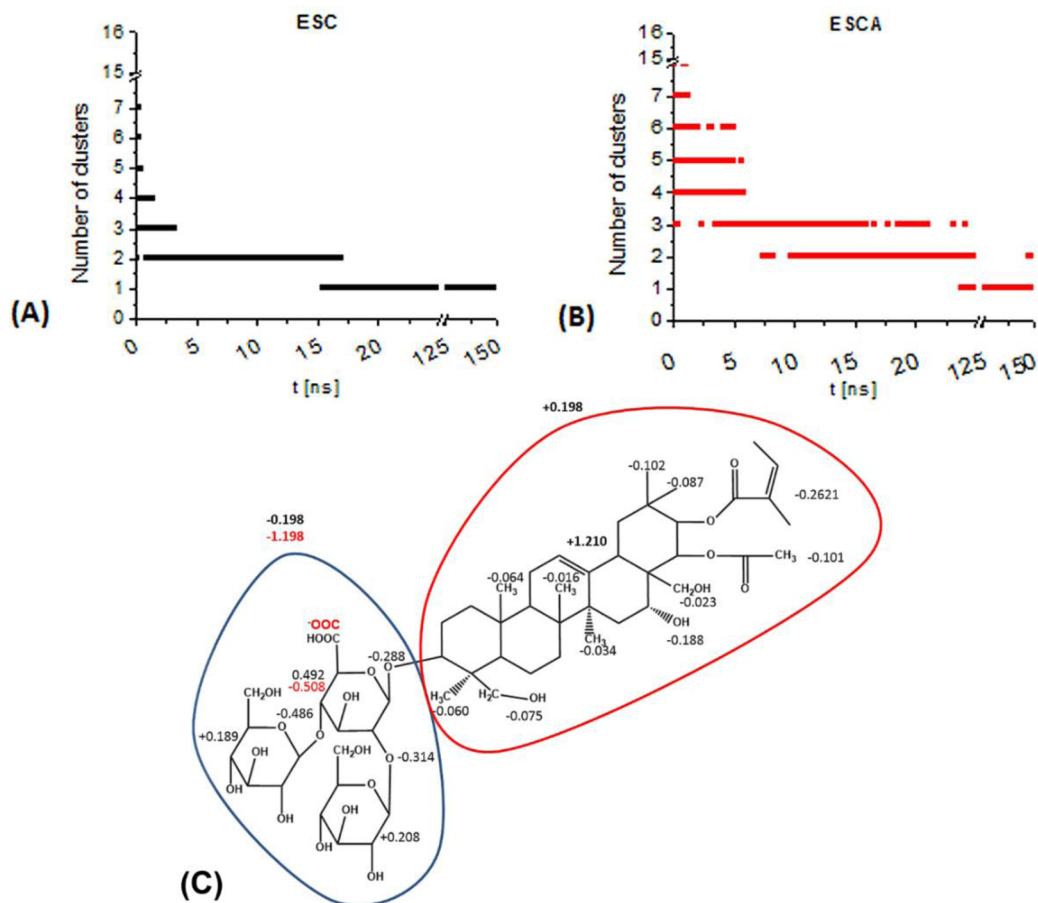 ESC
ESCA
16
15
7
6
5
4
3
2
1
0
Number of dusters
0
5
10
15
20
125
150
t [ns]
(A)
16
15
7
6
5
4
3
2
1
0
Number of dusters
0
5
10
15
20
125
150
t [ns]
(B)
+0.198
-0.102
-0.087
O
O
-0.2621
-0.198
-1.198
+1.210
O
CH₃
-0.101
-0.064
CH₃
-0.016
CH₃
CH₂OH
O
-0.023
OH
-0.188
CH₃
-0.034
-OOC
HOOC
-0.288
O
0.492
-0.508
O
OH
H₃C
-0.060
H₂C
OH
-0.075
CH₂OH
-0.486
O
+0.189
OH
O
CH₂OH
O
-0.314
OH
OH
O
OH
+0.208
OH
OH
(C)